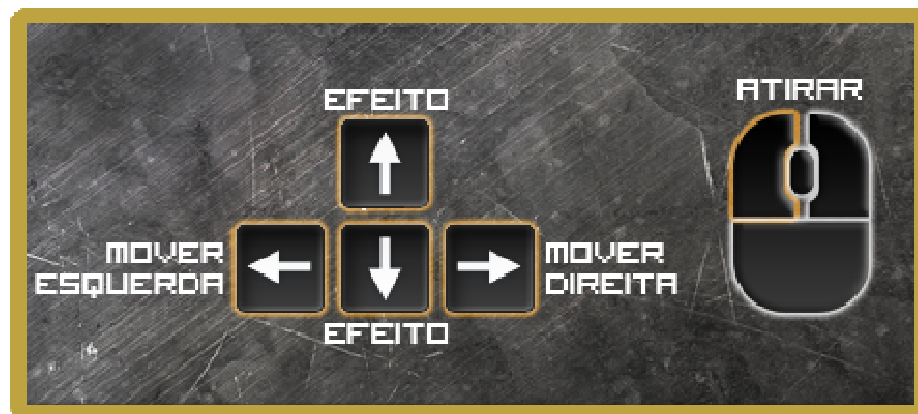 EFEITO
ATIRAR
MOVER
ESQUERDA
MOVER
DIREITA
EFEITO